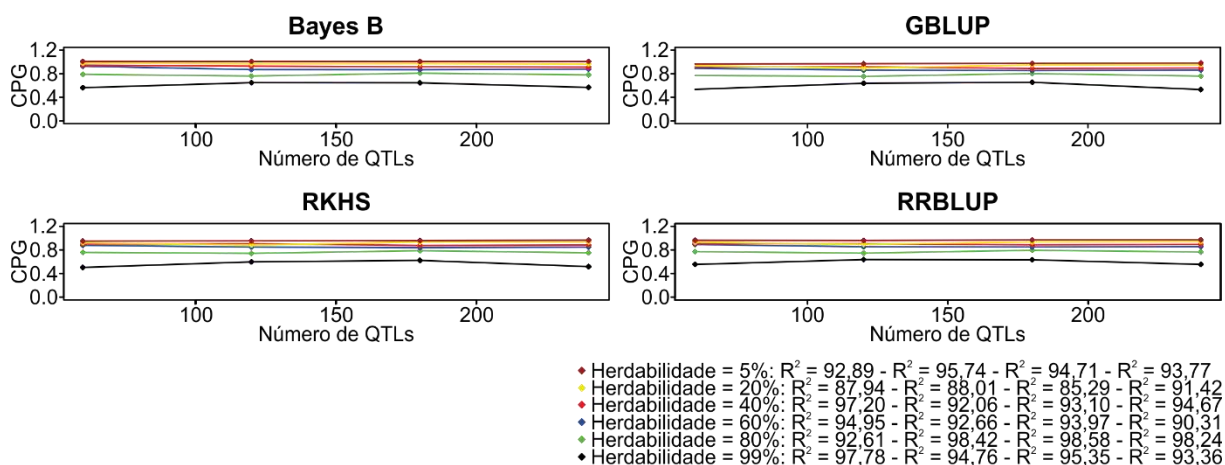 Bayes B
CPG
1.2
0.8
0.4
0.0
100 150 200
Número de QTLs
GBLUP
CPG
1.2
0.8
0.4
0.0
100 150 200
Número de QTLs
RKHS
CPG
1.2
0.8
0.4
0.0
100 150 200
Número de QTLs
RRBLUP
CPG
1.2
0.8
0.4
0.0
100 150 200
Número de QTLs
Herdabilidade = 5%: R² = 92,89 - R² = 95,74 - R² = 94,71 - R² = 93,77
Herdabilidade = 20%: R² = 87,94 - R² = 88,01 - R² = 85,29 - R² = 91,42
Herdabilidade = 40%: R² = 97,20 - R² = 92,06 - R² = 93,10 - R² = 94,67
Herdabilidade = 60%: R² = 94,95 - R² = 92,66 - R² = 93,97 - R² = 90,31
Herdabilidade = 80%: R² = 92,61 - R² = 98,42 - R² = 98,58 - R² = 98,24
Herdabilidade = 99%: R² = 97,78 - R² = 94,76 - R² = 95,35 - R² = 93,36